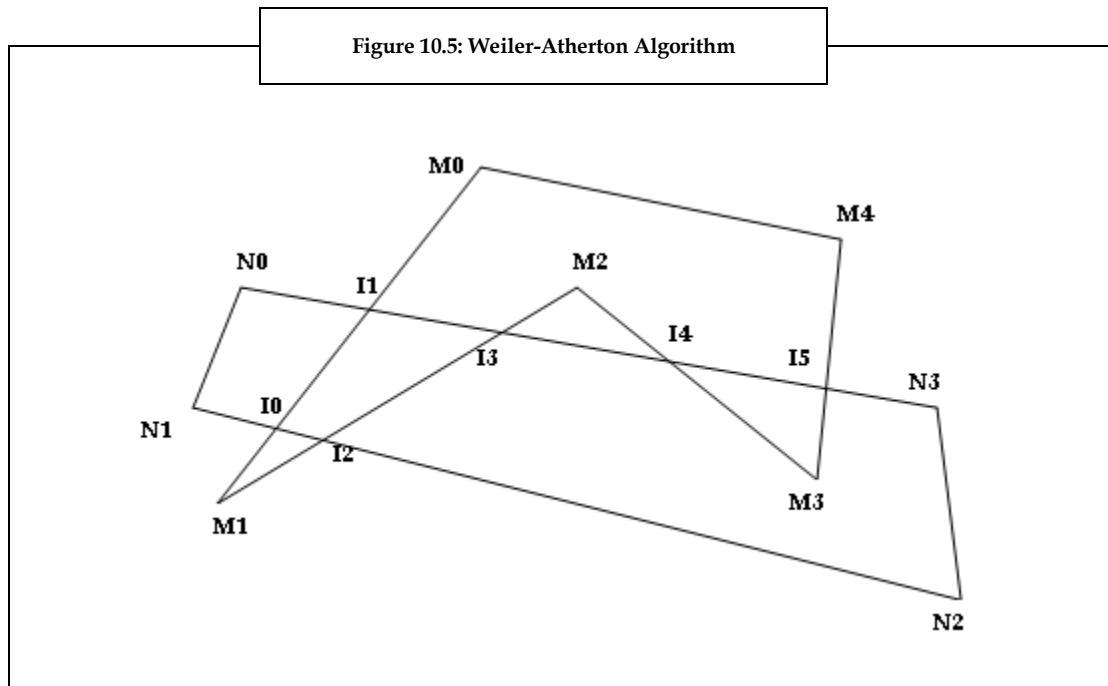 Figure 10.5: Weiler-Atherton Algorithm
M0
M4
N0
M2
I1
I4
I3
I5
N3
I0
N1
I2
M3
M1
N2